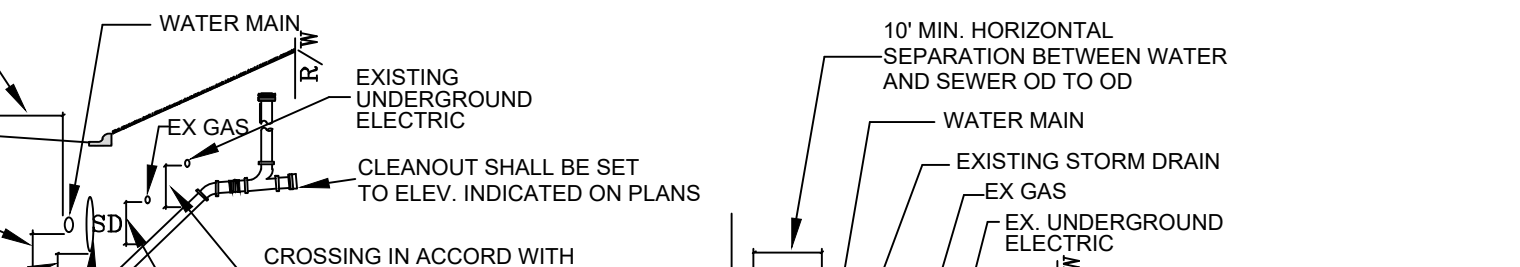 WATER MAIN
R/W
EXISTING
UNDERGROUND
ELECTRIC
EX GAS
CLEANOUT SHALL BE SET
TO ELEV. INDICATED ON PLANS
SD
CROSSING IN ACCORD WITH
10' MIN. HORIZONTAL
SEPARATION BETWEEN WATER
AND SEWER OD TO OD
WATER MAIN
EXISTING STORM DRAIN
EX GAS
EX. UNDERGROUND
ELECTRIC
W